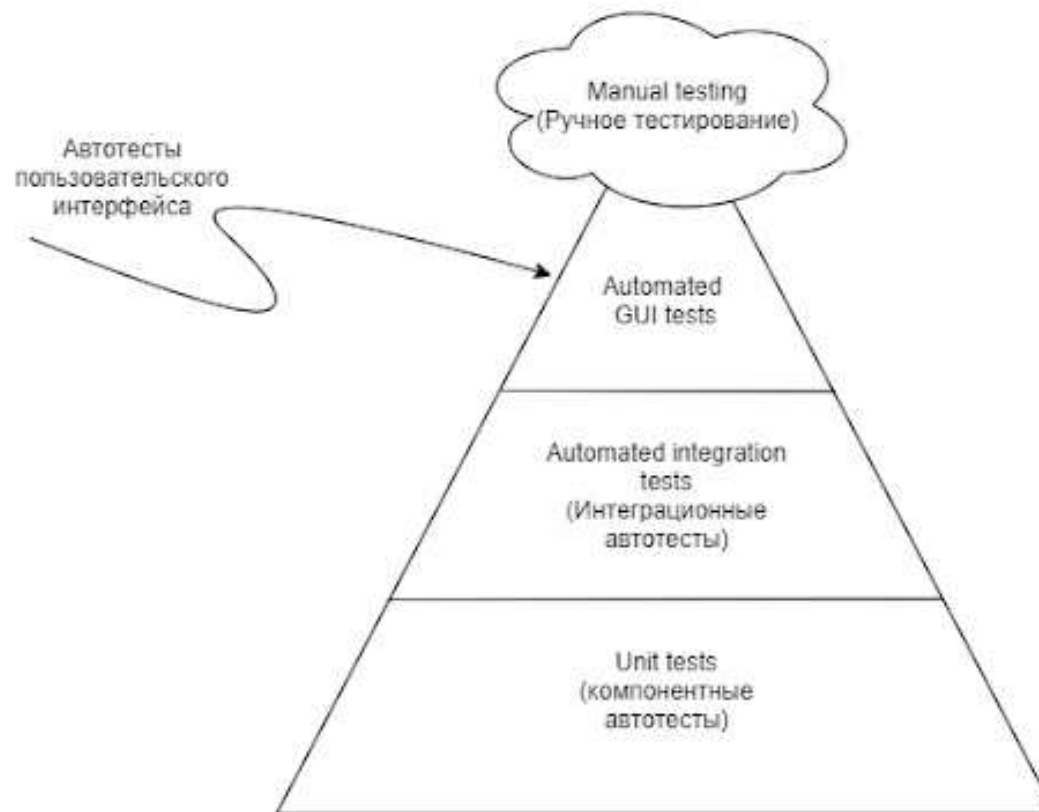 Manual testing
(Ручное тестирование)
Автотесты
пользовательского
интерфейса
Automated
GUI tests
Automated integration
tests
(Интеграционные
автотесты)
Unit tests
(компонентные
автотесты)